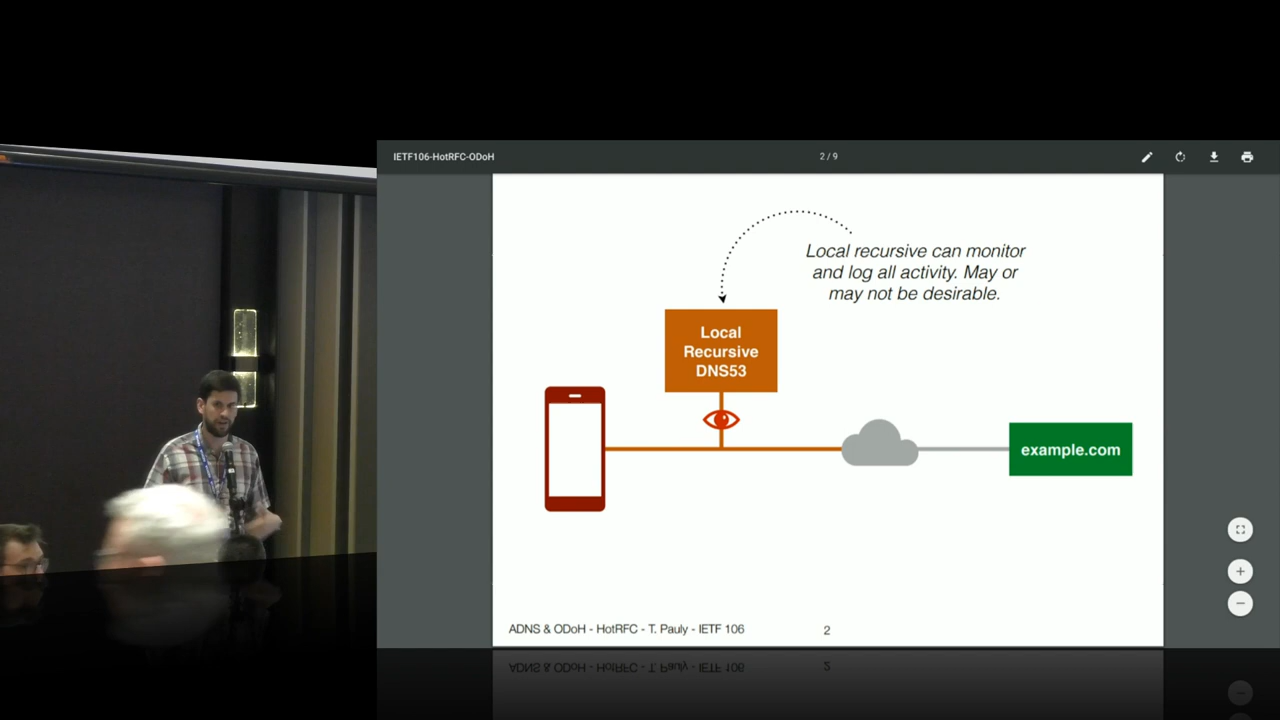 IETF106-HotRFC-ODoH
2 / 9
Local recursive can monitor
and log all activity. May or
may not be desirable.
Local
Recursive
DNS53
example.com
ADNS & ODoH - HotRFC - T. Pauly - IETF 106
2